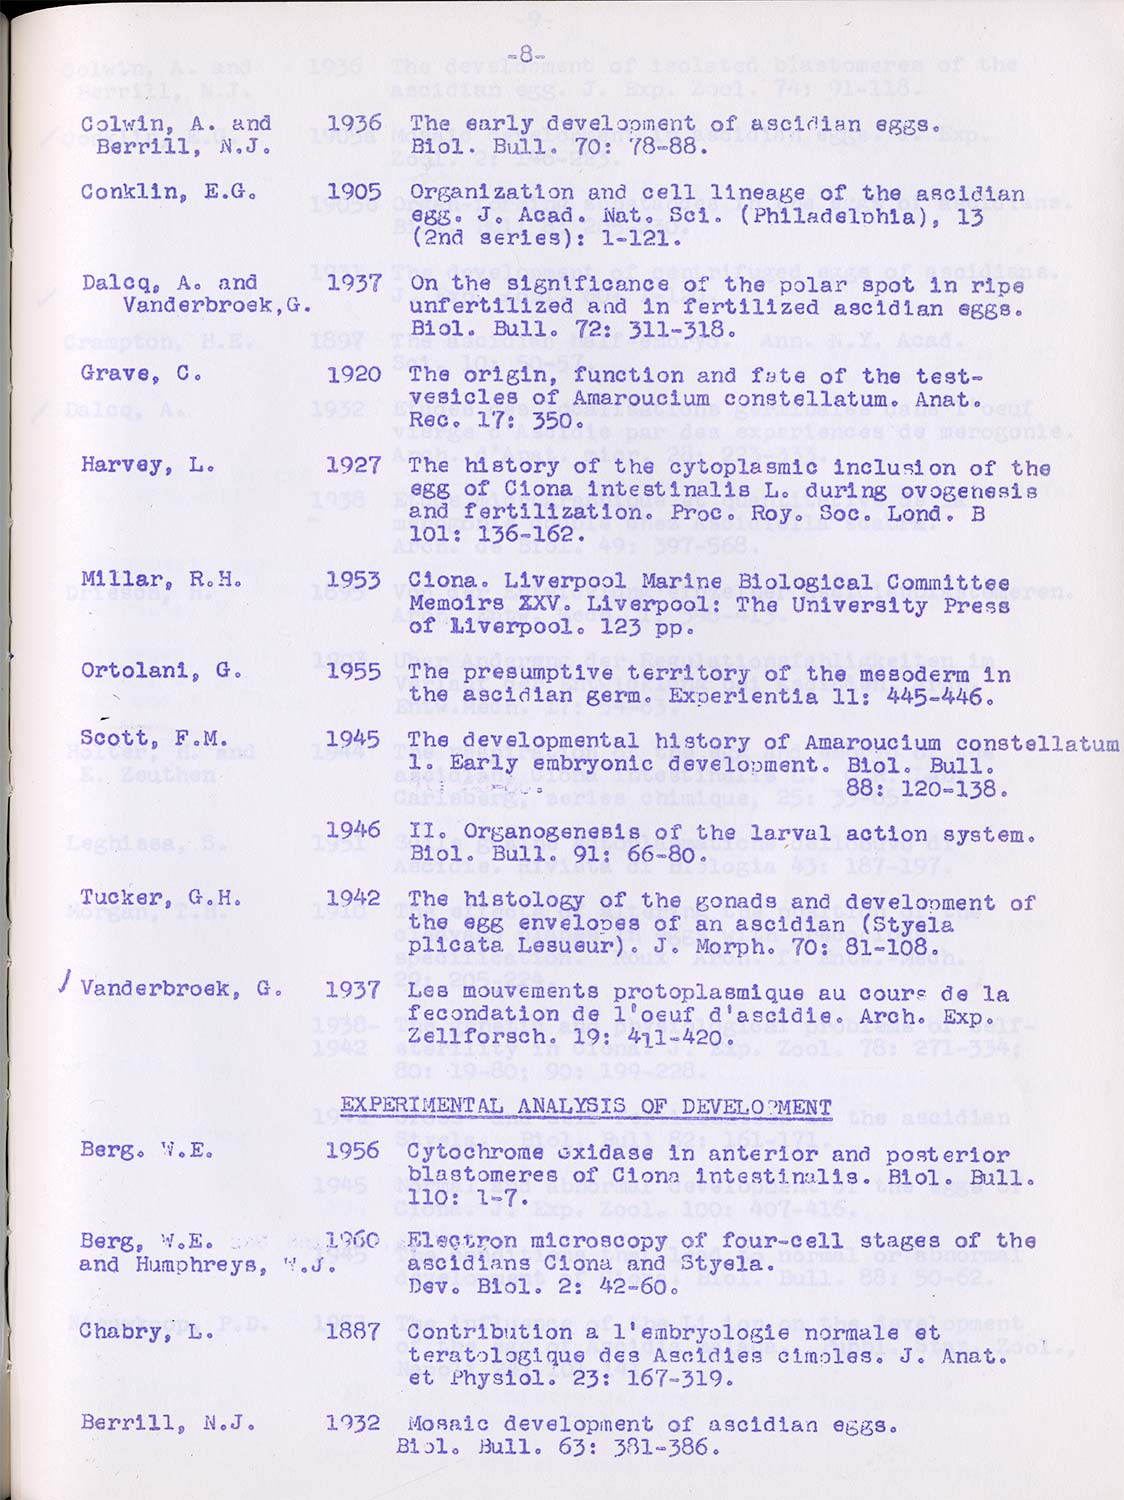 -8-
Colwin, A. and 1936 The early development of ascidian eggs.
Berrill, N.J. Biol. Bull. 70: 78-88.
Conklin, E.G. 1905 Organization and cell lineage of the ascidian
egg. J. Acad. Nat. Sci. (Philadelphia), 13
(2nd series): 1-121.
Dalcq, A. and 1937 On the significance of the polar spot in ripe
Vanderbroek,G. unfertilized and in fertilized ascidian eggs.
Biol. Bull. 72: 311-318.
Grave, C. 1920 The origin, function and fate of the test-
vesicles of Amaroucium constellatum. Anat.
Rec. 17: 350.
Harvey, L. 1927 The history of the cytoplasmic inclusion of the
egg of Ciona intestinalis L. during ovogenesis
and fertilization. Proc. Roy. Soc. Lond. B
101: 136-162.
Millar, R.H. 1953 Ciona. Liverpool Marine Biological Committee
Memoirs XXV. Liverpool: The University Press
of Liverpool. 123 pp.
Ortolani, G. 1955 The presumptive territory of the mesoderm in
the ascidian germ. Experientia 11: 445-446.
Scott, F.M. 1945 The developmental history of Amaroucium constellatum
1. Early embryonic development. Biol. Bull.
88: 120-138.
1946 II. Organogenesis of the larval action system.
Biol. Bull. 91: 66-80.
Tucker, G.H. 1942 The histology of the gonads and development of
the egg envelopes of an ascidian (Styela
plicata Lesueur). J. Morph. 70: 81-108.
Vanderbroek, G. 1937 Les mouvements protoplasmique au cours de la
fecondation de l'oeuf d'ascidie. Arch. Exp.
Zellforsch. 19: 411-420.
EXPERIMENTAL ANALYSIS OF DEVELOPMENT
Berg. W.E. 1956 Cytochrome oxidase in anterior and posterior
blastomeres of Ciona intestinalis. Biol. Bull.
110: 1-7.
Berg, W.E. 1960 Electron microscopy of four-cell stages of the
and Humphreys, W.J. ascidians Ciona and Styela.
Dev. Biol. 2: 42-60.
Chabry, L. 1887 Contribution a l'embryologie normale et
teratologique des Ascidies cimples. J. Anat.
et Physiol. 23: 167-319.
Berrill, N.J. 1932 Mosaic development of ascidian eggs.
Biol. Bull. 63: 381-386.